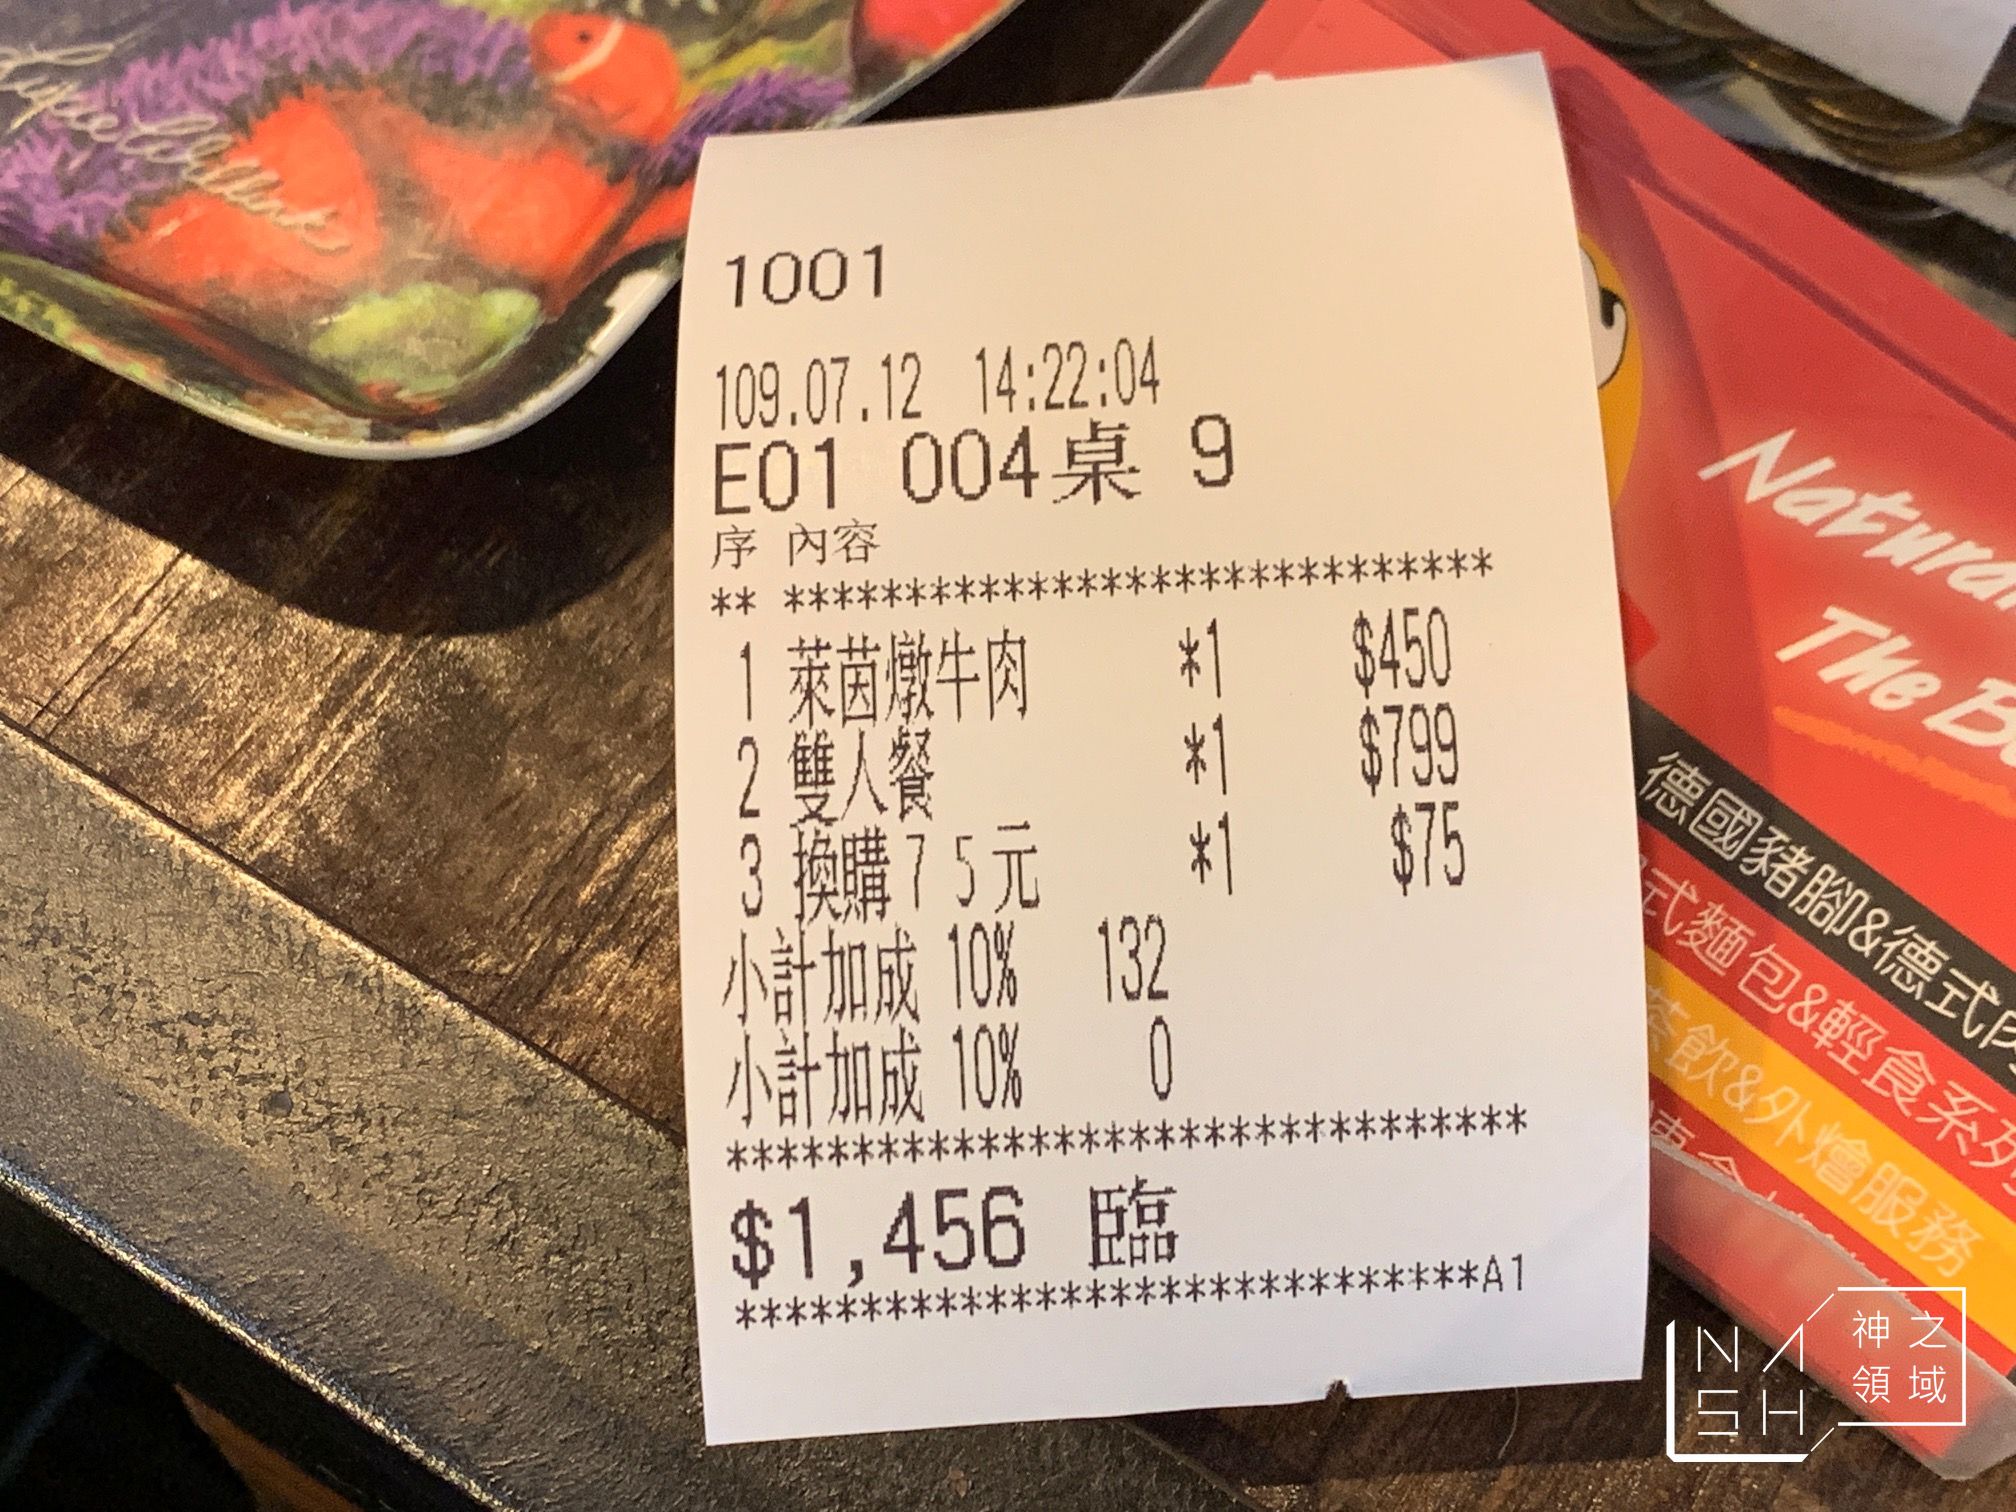 1001
109.07.12 14:22:04
E01 004桌 9
序 內容
** *****************************
1 萊茵燉牛肉 *1 $450
2 雙人餐 *1 $799
3 換購75元 *1 $75
小計加成 10% 132
小計加成 10% 0
********************************
$1,456 臨
******************************A1
Natural
The
德國豬腳&德式
式麵包&輕食系列
茶飲&外燴服務
NASH
神之
領域